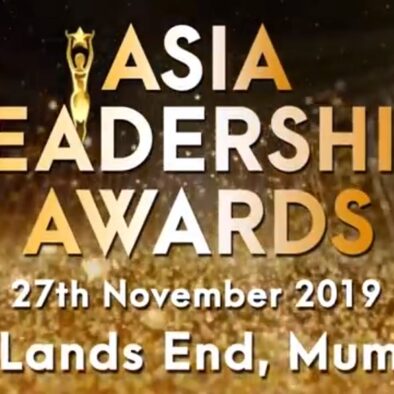 ASIA
EADERSHI
AWARDS
27th November 2019
Lands End, Mum